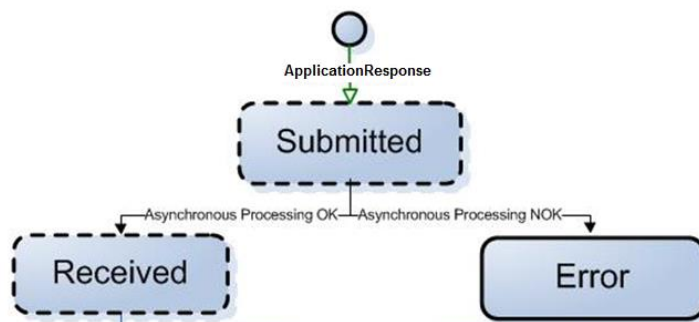 ApplicationResponse
Submitted
Asynchronous Processing OK
Asynchronous Processing NOK
Received
Error